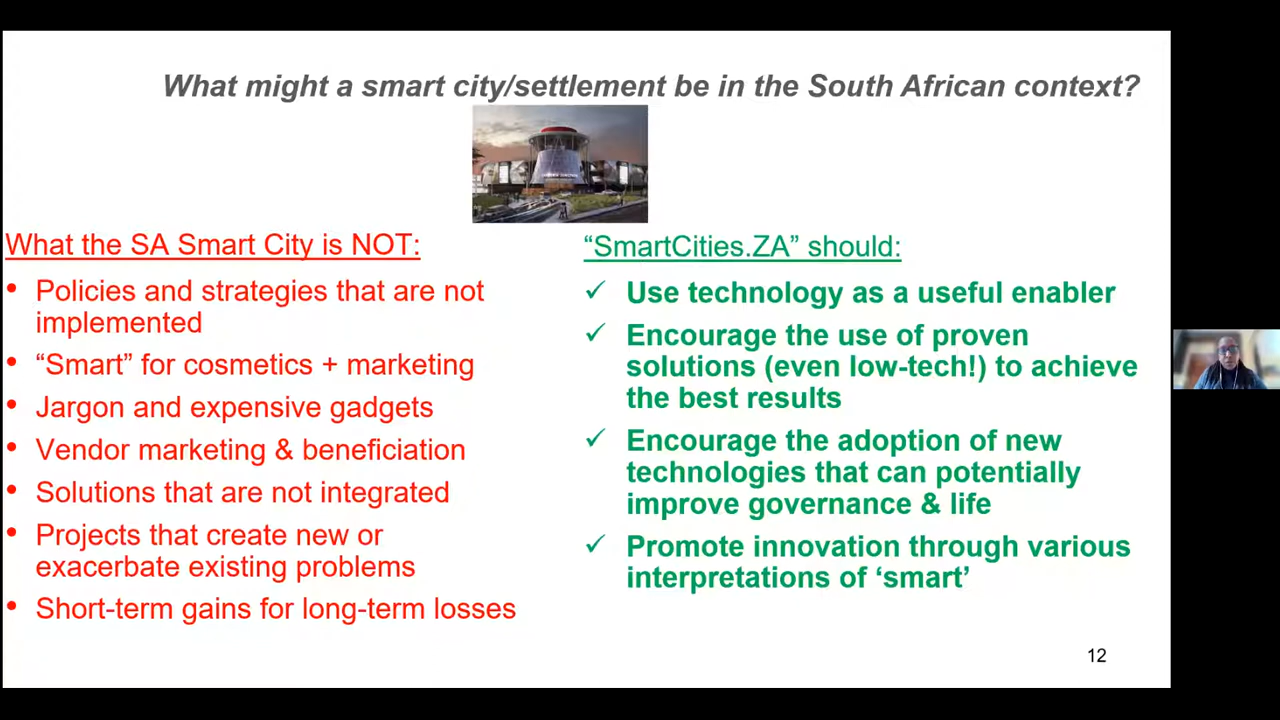 What might a smart city/settlement be in the South African context?
What the SA Smart City is NOT:
• Policies and strategies that are not
implemented
• “Smart” for cosmetics + marketing
• Jargon and expensive gadgets
• Vendor marketing & beneficiation
• Solutions that are not integrated
• Projects that create new or
exacerbate existing problems
• Short-term gains for long-term losses
“SmartCities.ZA” should:
✓ Use technology as a useful enabler
✓ Encourage the use of proven
solutions (even low-tech!) to achieve
the best results
✓ Encourage the adoption of new
technologies that can potentially
improve governance & life
✓ Promote innovation through various
interpretations of ‘smart’
12